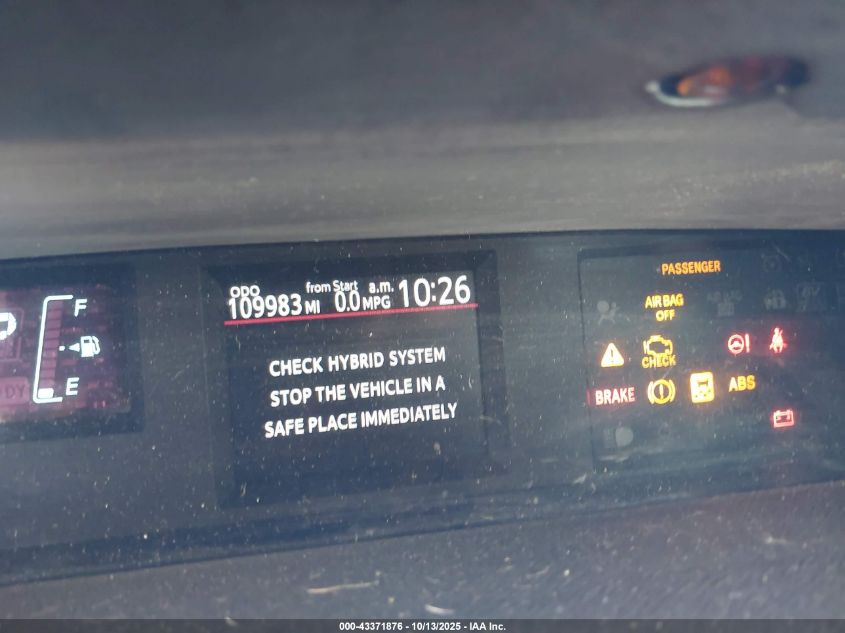 F
E
ODO
109983 MI
from Start
0.0 MPG
a.m.
10:26
CHECK HYBRID SYSTEM
STOP THE VEHICLE IN A
SAFE PLACE IMMEDIATELY
PASSENGER
AIR BAG
OFF
CHECK
BRAKE
ABS
000-43371876 - 10/13/2025 - IAA Inc.